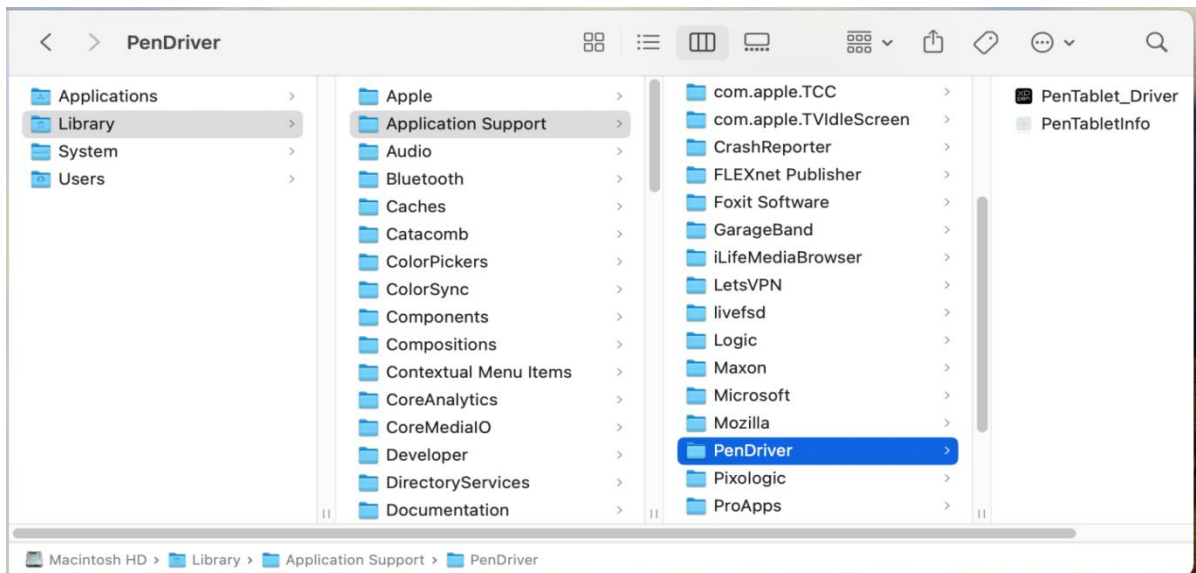 PenDriver
Applications
Library
System
Users
Apple
Application Support
Audio
Bluetooth
Caches
Catacomb
ColorPickers
ColorSync
Components
Compositions
Contextual Menu Items
CoreAnalytics
CoreMediaIO
Developer
DirectoryServices
Documentation
com.apple.TCC
com.apple.TVIdleScreen
CrashReporter
FLEXnet Publisher
Foxit Software
GarageBand
iLifeMediaBrowser
LetsVPN
livefsd
Logic
Maxon
Microsoft
Mozilla
PenDriver
Pixologic
ProApps
xp pen
PenTablet_Driver
PenTabletInfo
Macintosh HD › Library › Application Support › PenDriver